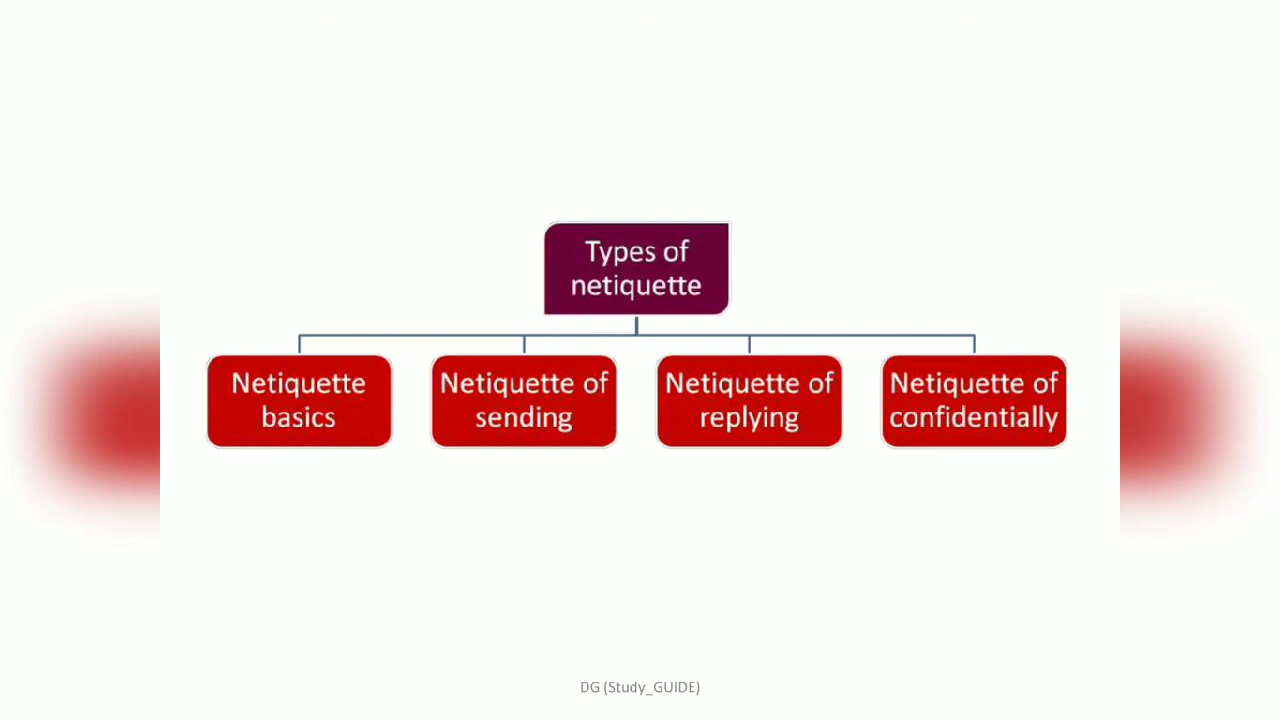 Types of
netiquette
Netiquette
basics
Netiquette of
sending
Netiquette of
replying
Netiquette of
confidentially
DG (Study_GUIDE)